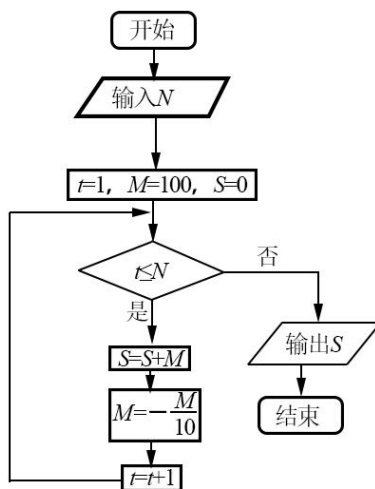 开始
输入N
t=1, M=100, S=0
t≤N
否
是
S=S+M
输出S
M=-M/10
结束
t=t+1